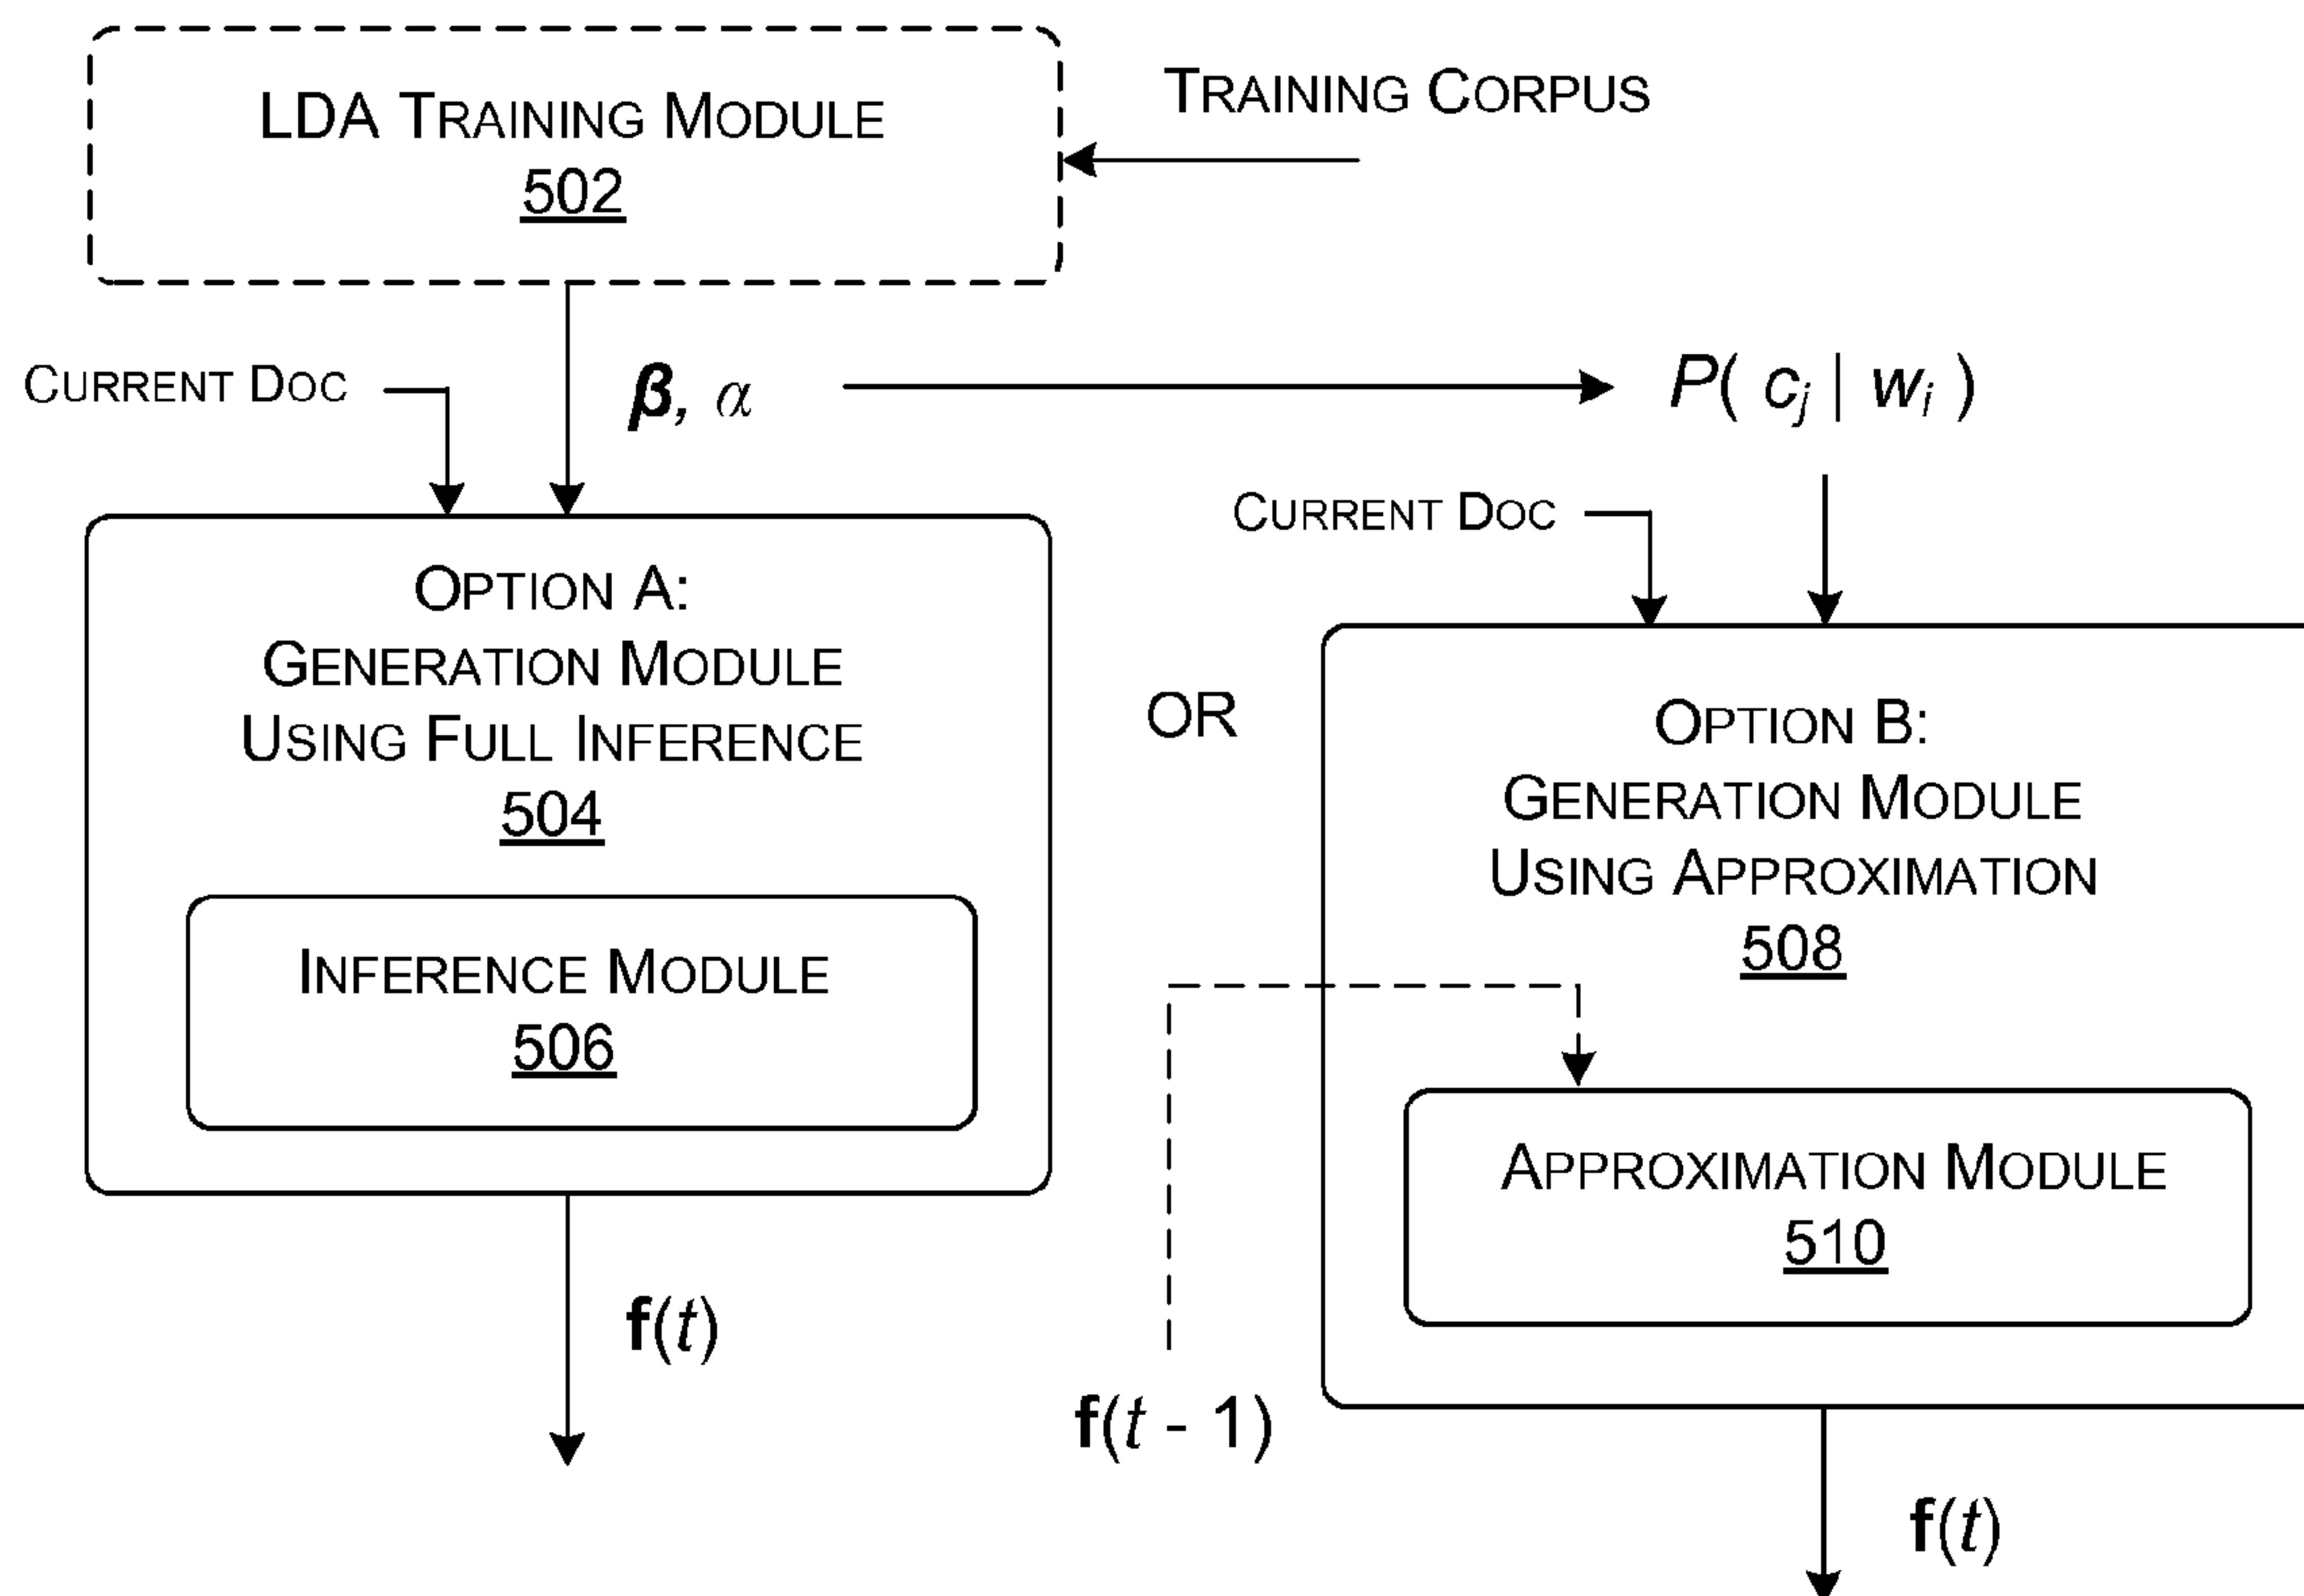 LDA TRAINING MODULE
502
TRAINING CORPUS
CURRENT DOC
β, α
P( cj | wi )
CURRENT DOC
OPTION A:
GENERATION MODULE
USING FULL INFERENCE
504
INFERENCE MODULE
506
f(t)
OR
OPTION B:
GENERATION MODULE
USING APPROXIMATION
508
APPROXIMATION MODULE
510
f(t - 1)
f(t)